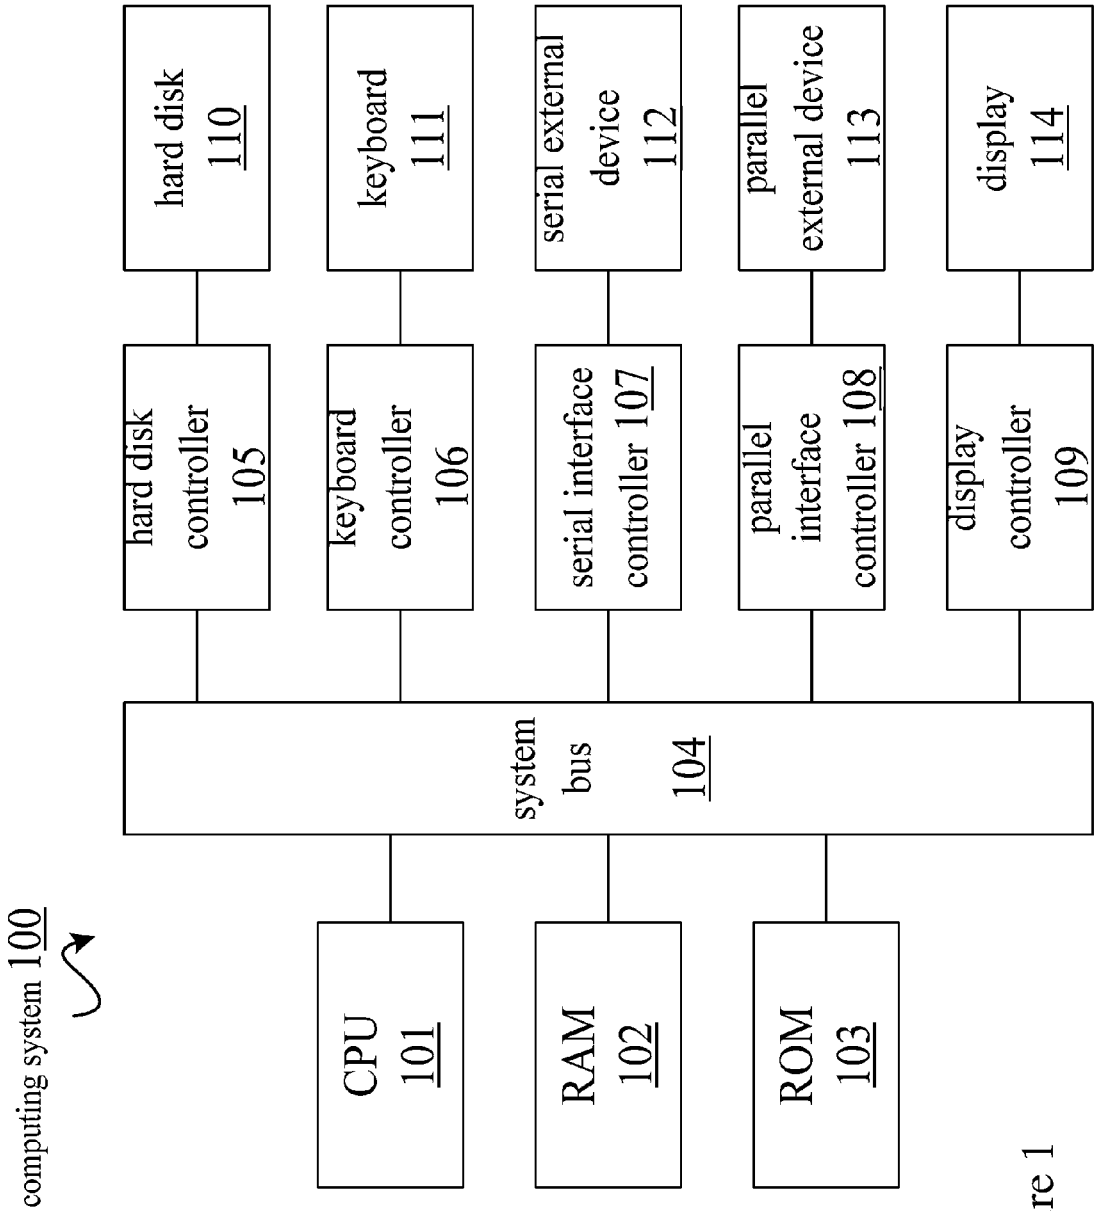 computing system 100
CPU
101
RAM
102
ROM
103
system
bus
104
hard disk
controller
105
keyboard
controller
106
serial interface
controller 107
parallel
interface
controller 108
display
controller
109
hard disk
110
keyboard
111
serial external
device
112
parallel
external device
113
display
114
re 1